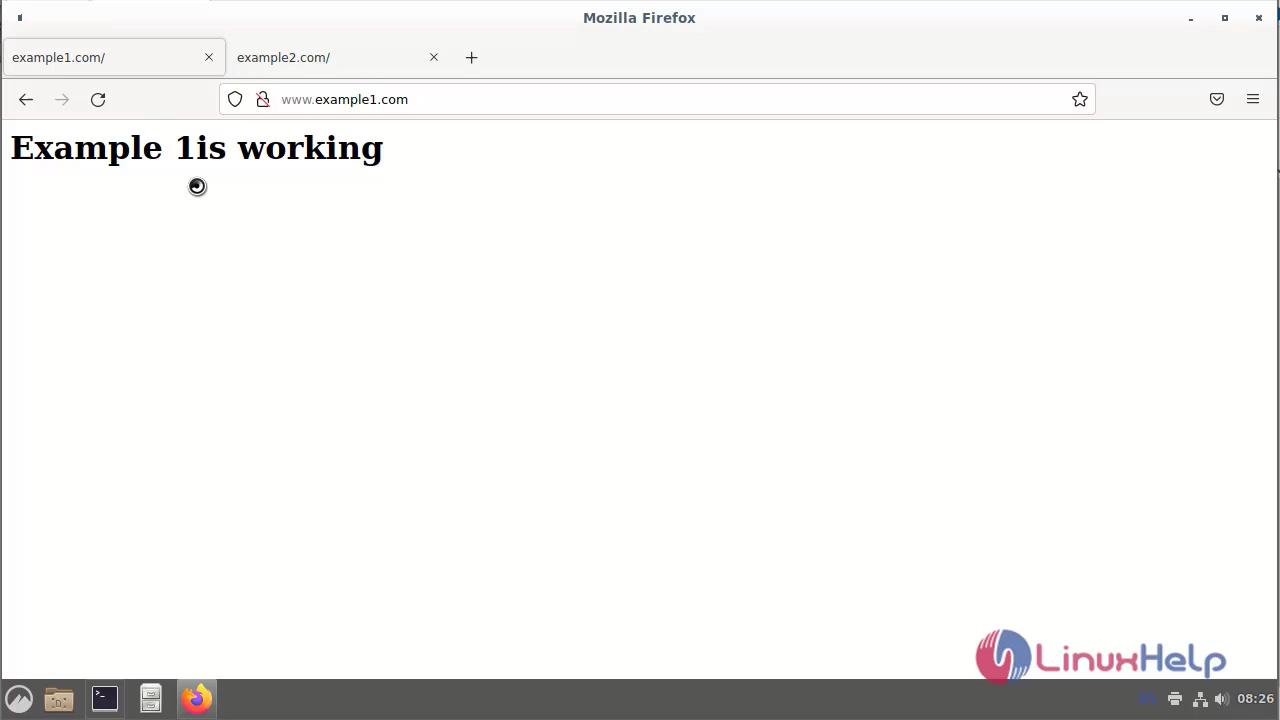 Mozilla Firefox
example1.com/
example2.com/
www.example1.com
Example 1is working
LinuxHelp
08:26